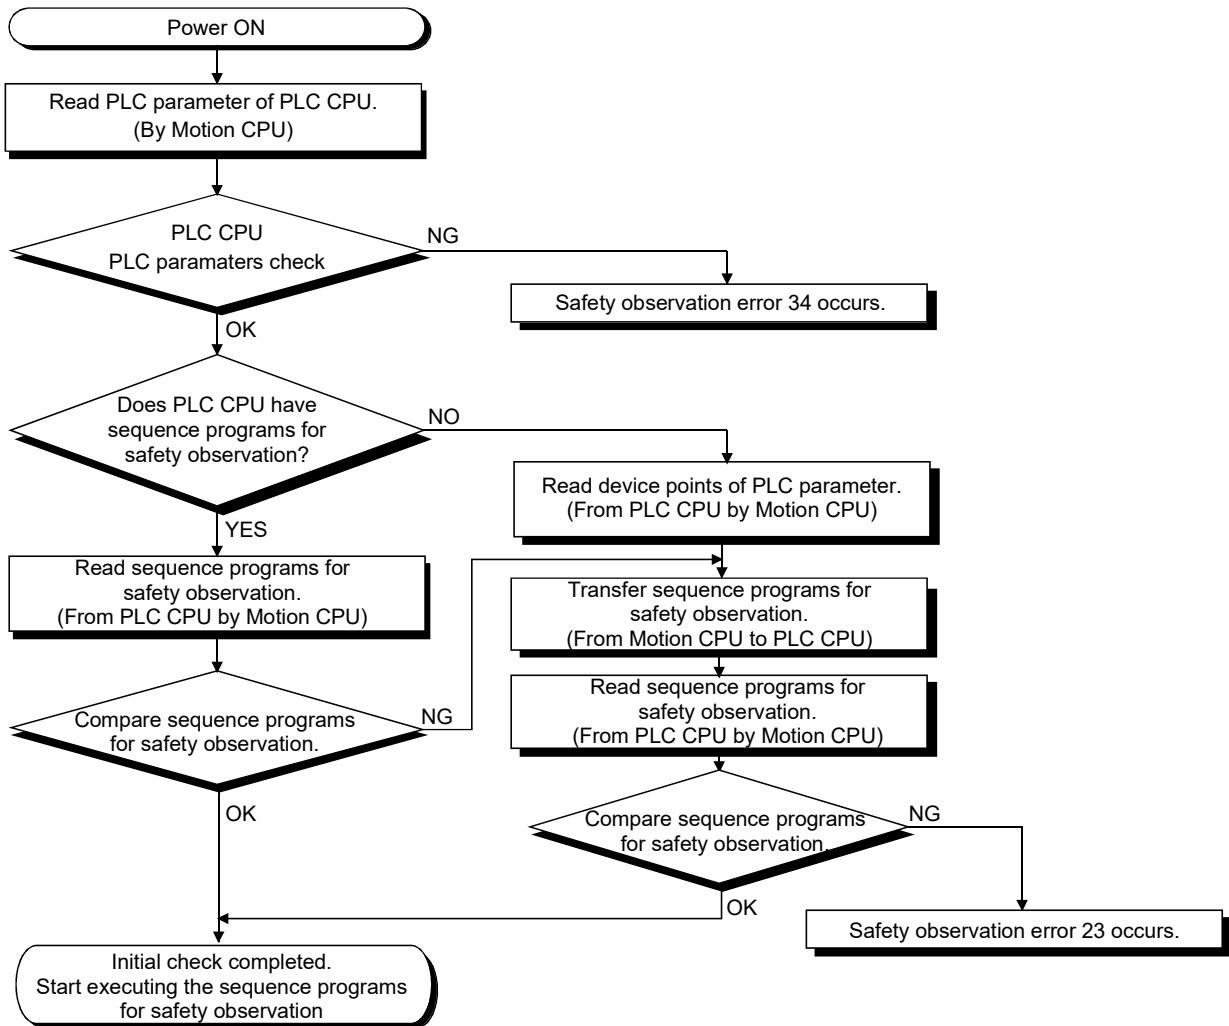 Power ON
Read PLC parameter of PLC CPU.
(By Motion CPU)
PLC CPU
PLC paramaters check
NG
Safety observation error 34 occurs.
OK
Does PLC CPU have
sequence programs for
safety observation?
NO
Read device points of PLC parameter.
(From PLC CPU by Motion CPU)
YES
Read sequence programs for
safety observation.
(From PLC CPU by Motion CPU)
Transfer sequence programs for
safety observation.
(From Motion CPU to PLC CPU)
Read sequence programs for
safety observation.
(From PLC CPU by Motion CPU)
Compare sequence programs
for safety observation.
NG
OK
Compare sequence programs
for safety observation.
NG
OK
Safety observation error 23 occurs.
Initial check completed.
Start executing the sequence programs
for safety observation